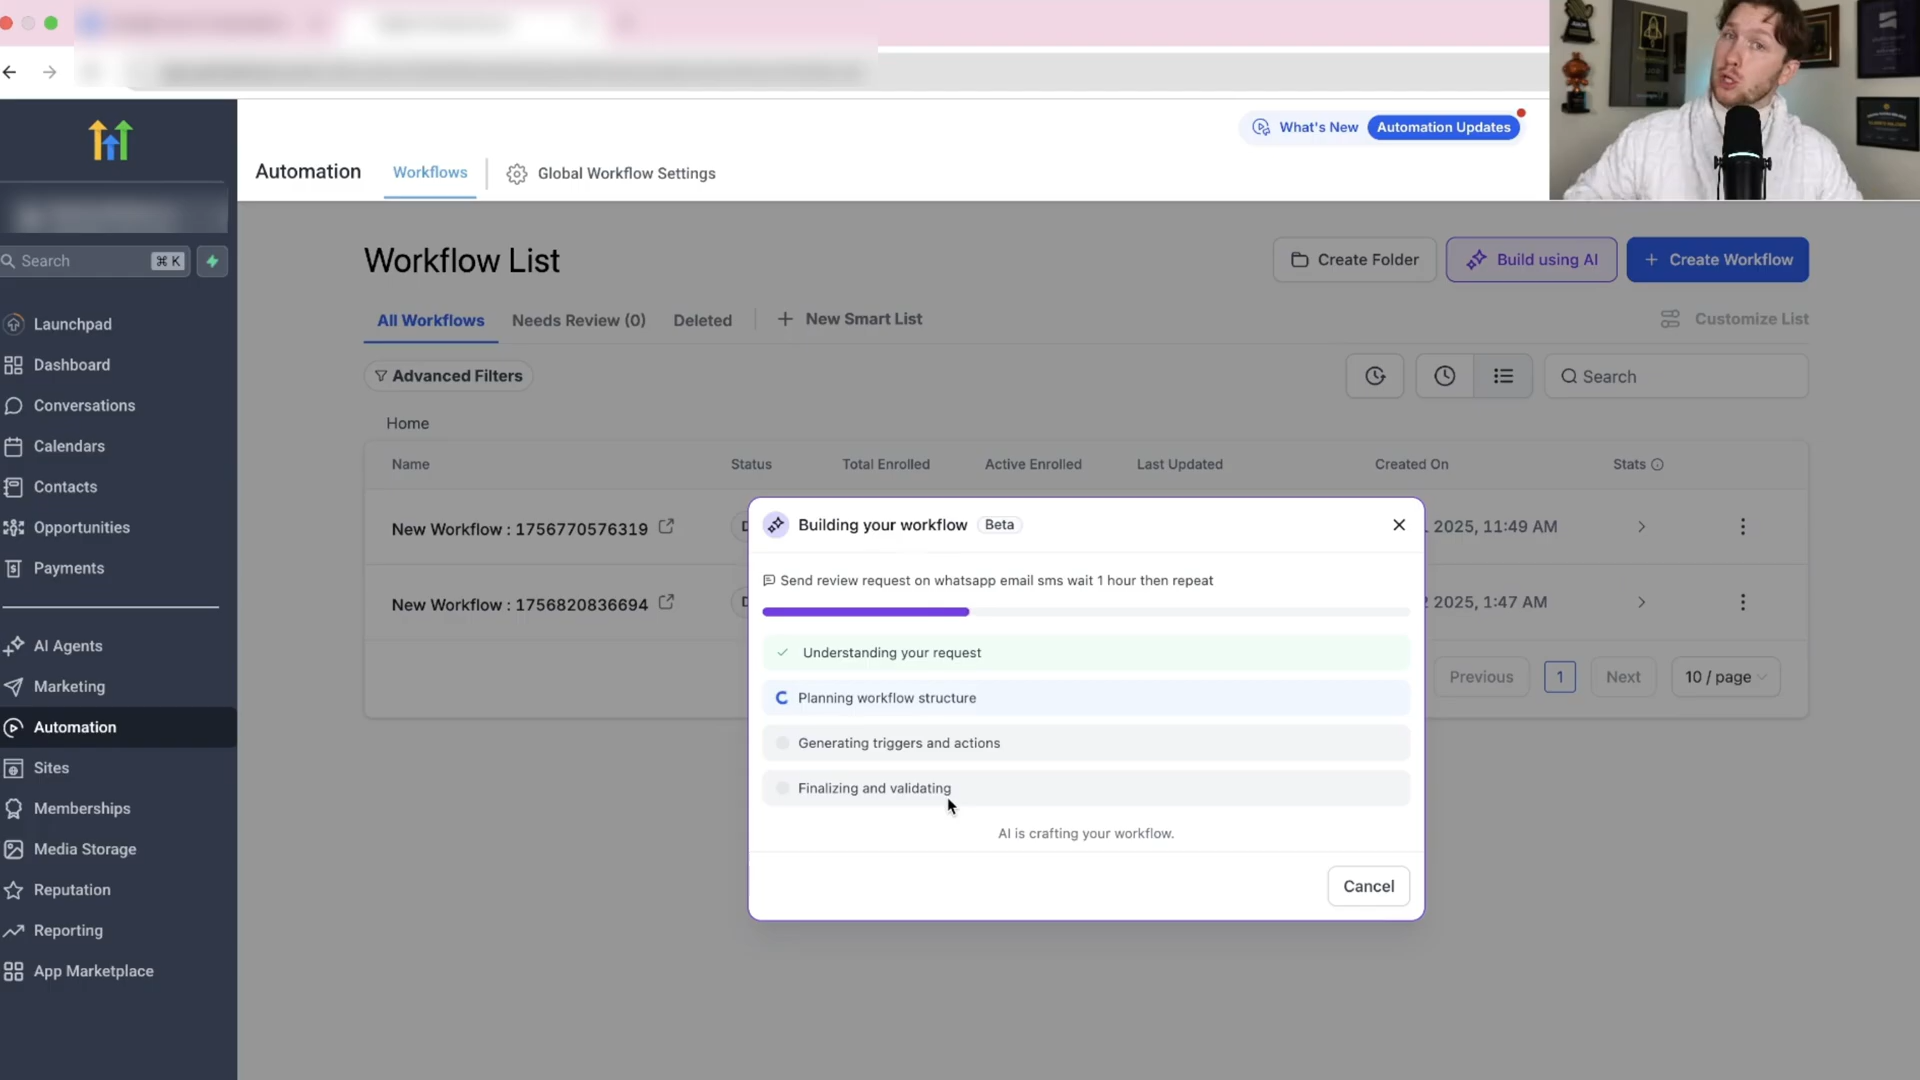 What's New
Automation Updates
Automation
Workflows
Global Workflow Settings
Search
⌘ K
Launchpad
Dashboard
Conversations
Calendars
Contacts
Opportunities
Payments
AI Agents
Marketing
Automation
Sites
Memberships
Media Storage
Reputation
Reporting
App Marketplace
Workflow List
Create Folder
Build using AI
+ Create Workflow
All Workflows
Needs Review (0)
Deleted
+ New Smart List
Customize List
Advanced Filters
Search
Home
Name
Status
Total Enrolled
Active Enrolled
Last Updated
Created On
Stats
New Workflow : 1756770576319
2025, 11:49 AM
New Workflow : 1756820836694
2025, 1:47 AM
Previous
1
Next
10 / page
Building your workflow
Beta
Send review request on whatsapp email sms wait 1 hour then repeat
Understanding your request
Planning workflow structure
Generating triggers and actions
Finalizing and validating
AI is crafting your workflow.
Cancel